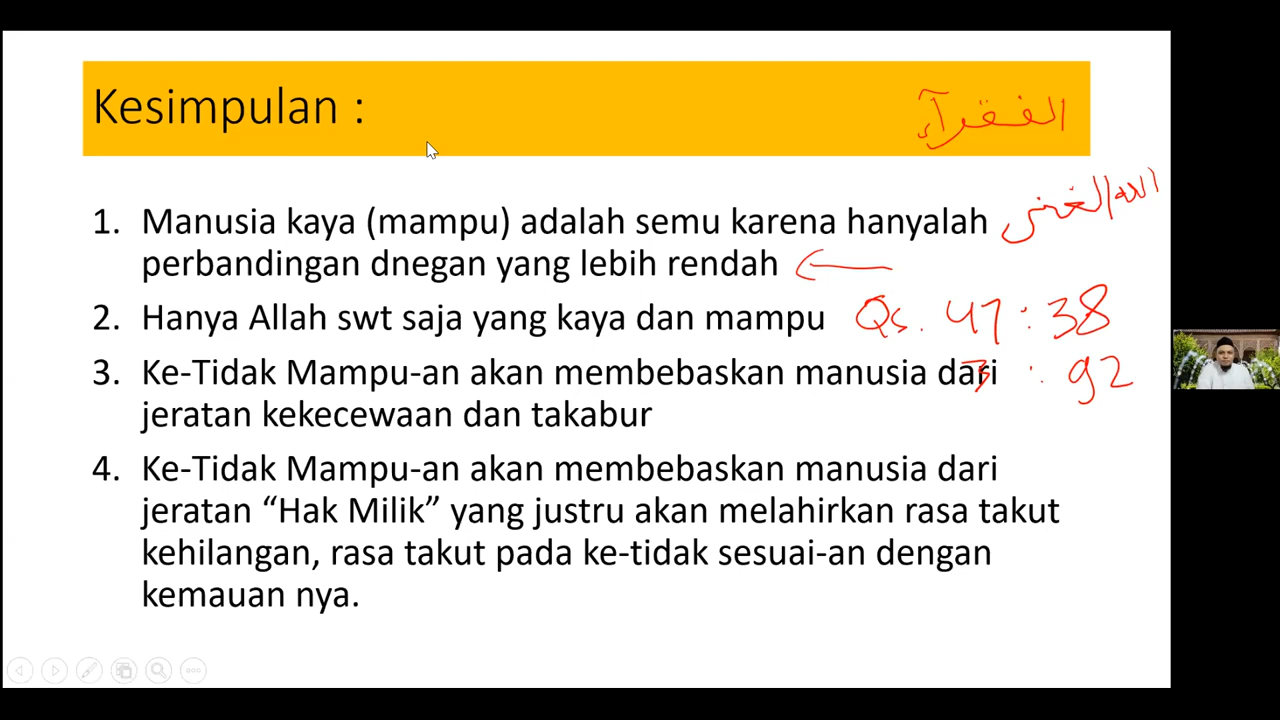 Kesimpulan :
الفقرآء
الله الغني
1. Manusia kaya (mampu) adalah semu karena hanyalah
perbandingan dnegan yang lebih rendah
2. Hanya Allah swt saja yang kaya dan mampu
Qs. 47 : 38
3. Ke-Tidak Mampu-an akan membebaskan manusia dari
3 : 92
jeratan kekecewaan dan takabur
4. Ke-Tidak Mampu-an akan membebaskan manusia dari
jeratan “Hak Milik” yang justru akan melahirkan rasa takut
kehilangan, rasa takut pada ke-tidak sesuai-an dengan
kemauan nya.